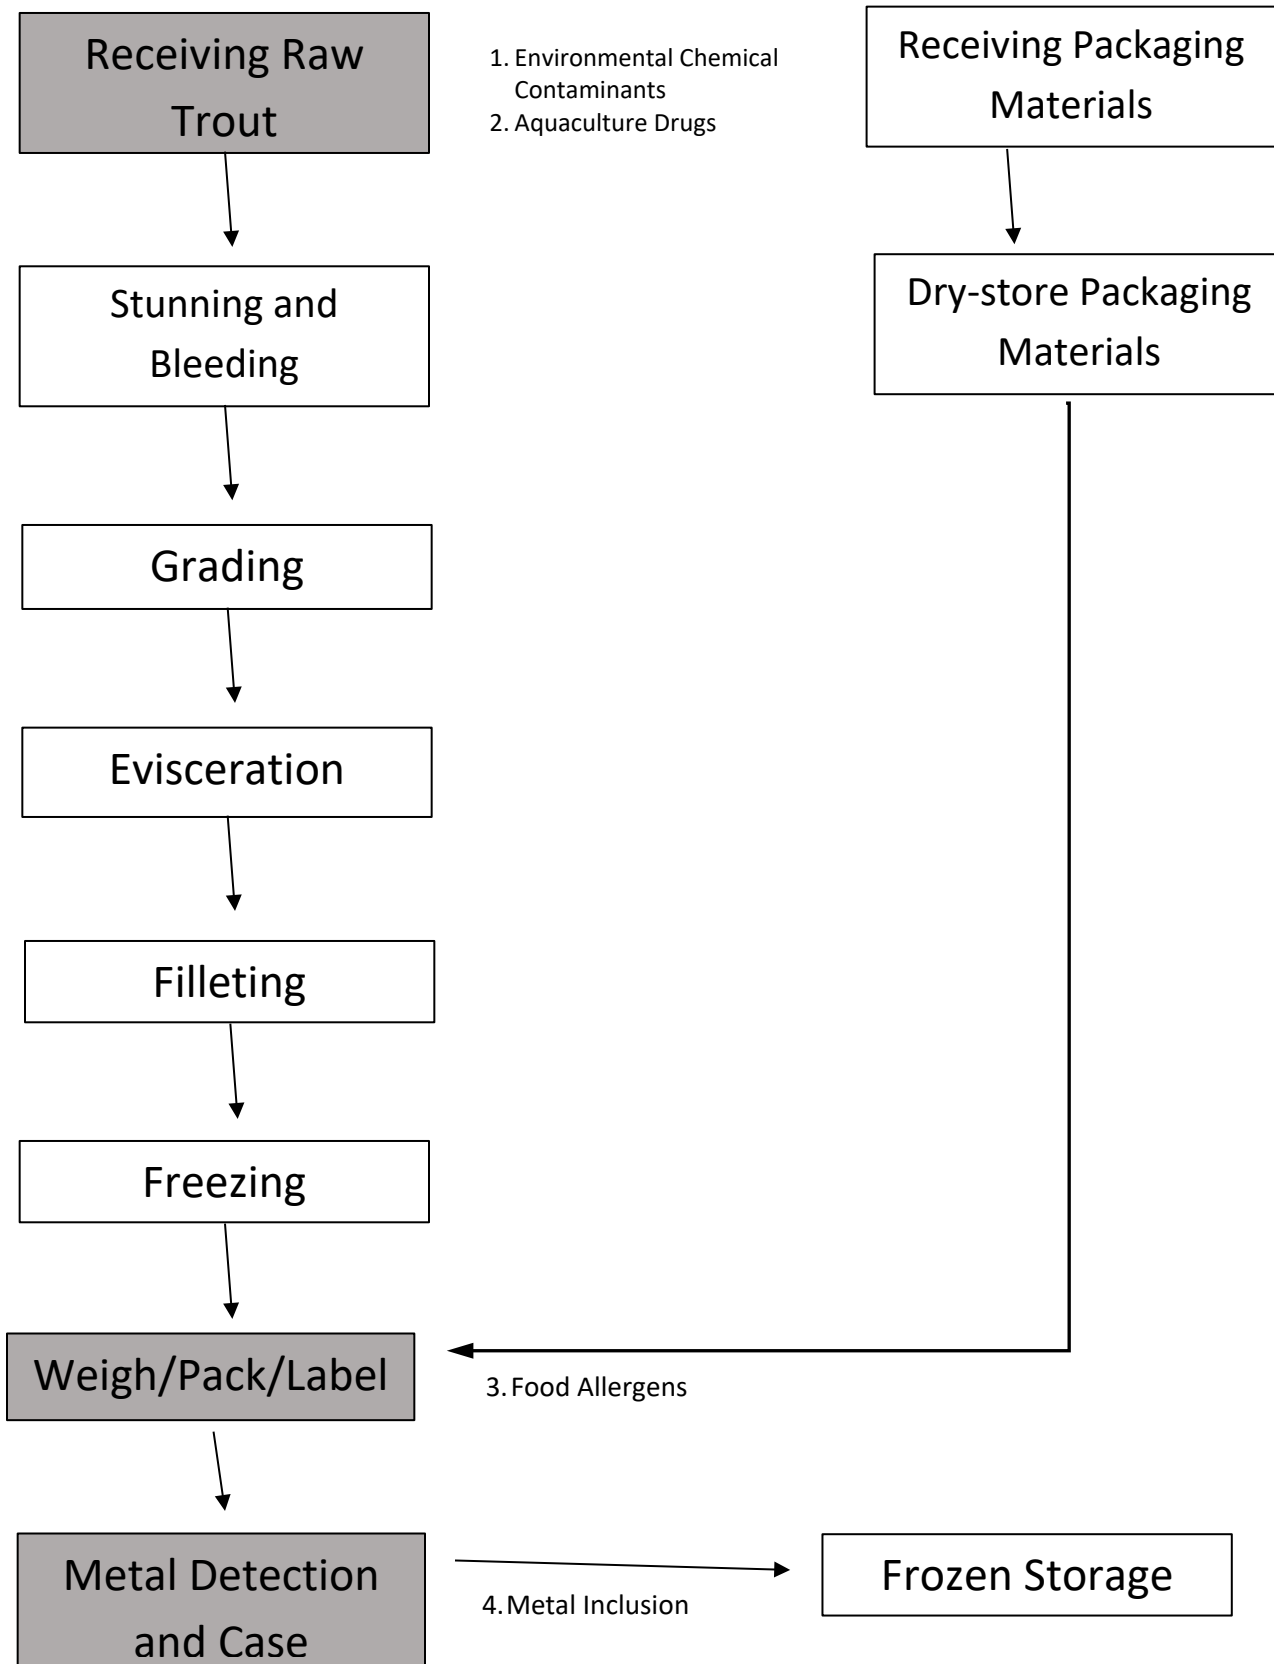 Receiving Raw
Trout
1. Environmental Chemical
Contaminants
2. Aquaculture Drugs
Receiving Packaging
Materials
Stunning and
Bleeding
Dry-store Packaging
Materials
Grading
Evisceration
Filleting
Freezing
Weigh/Pack/Label
3. Food Allergens
Metal Detection
and Case
4. Metal Inclusion
Frozen Storage